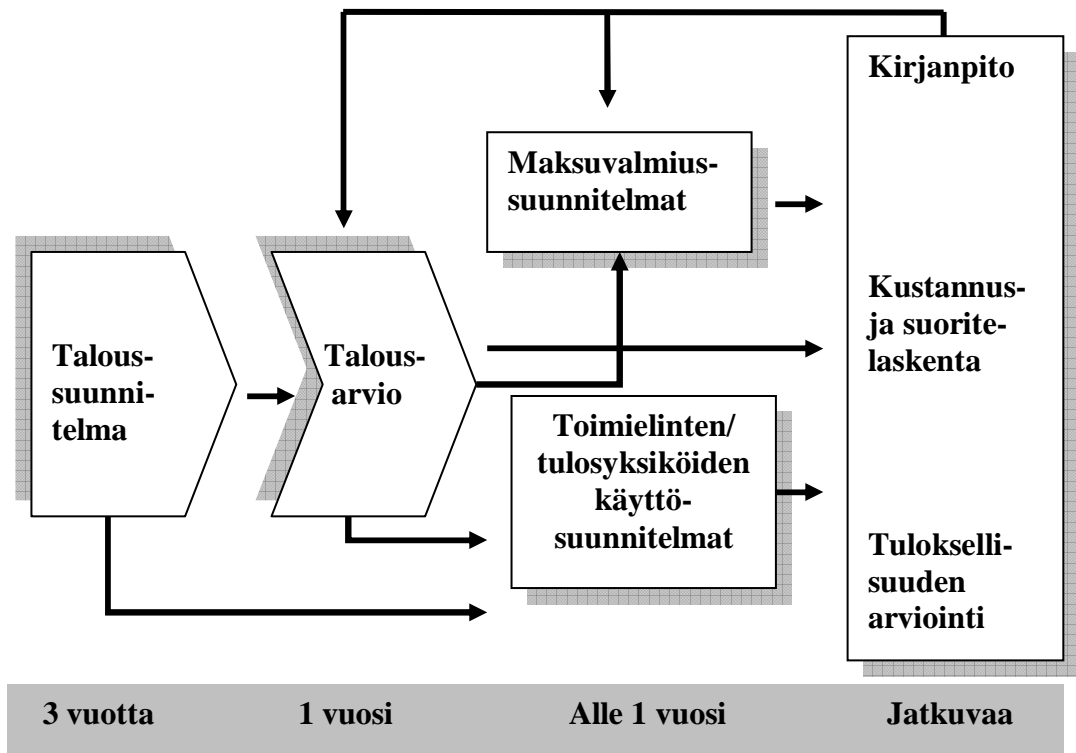 Talous-
suunni-
telma
Talous-
arvio
Maksuvalmius-
suunnitelmat
Toimielinten/
tulosyksiköiden
käyttö-
suunnitelmat
Kirjanpito
Kustannus-
ja suorite-
laskenta
Tulokselli-
suuden
arviointi
3 vuotta
1 vuosi
Alle 1 vuosi
Jatkuvaa